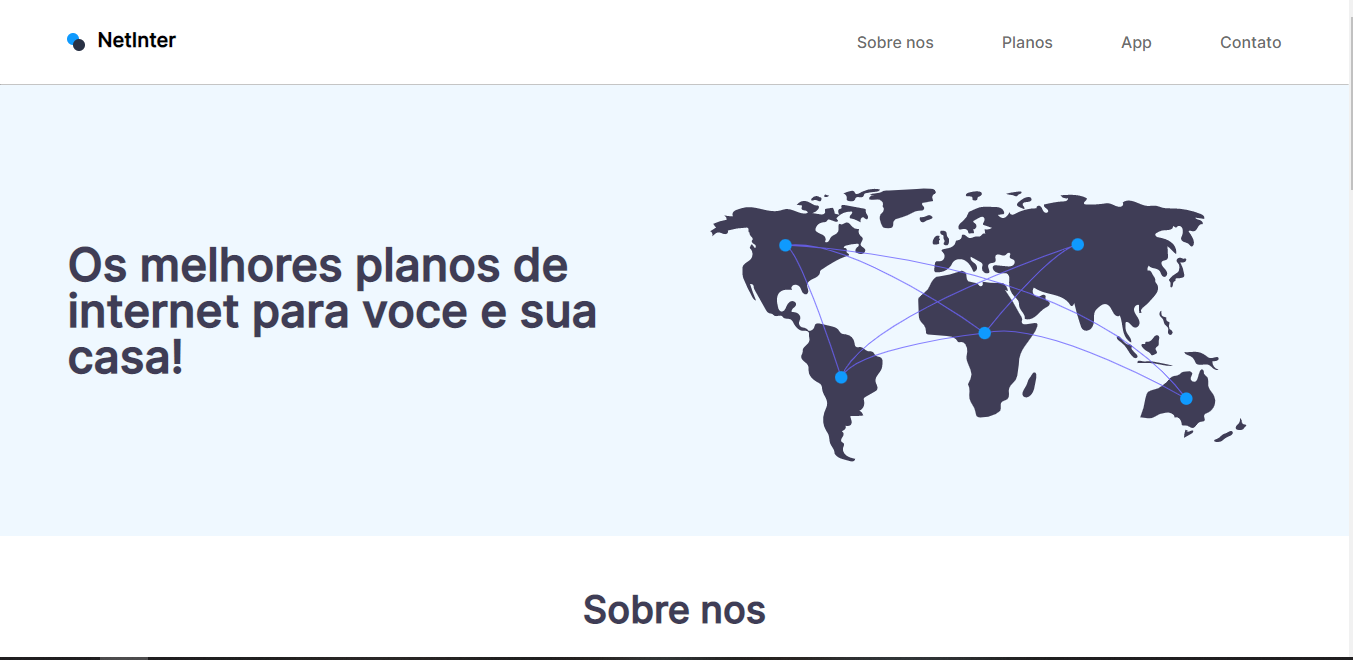 NetInter
Sobre nos
Planos
App
Contato
Os melhores planos de
internet para voce e sua
casa!
Sobre nos